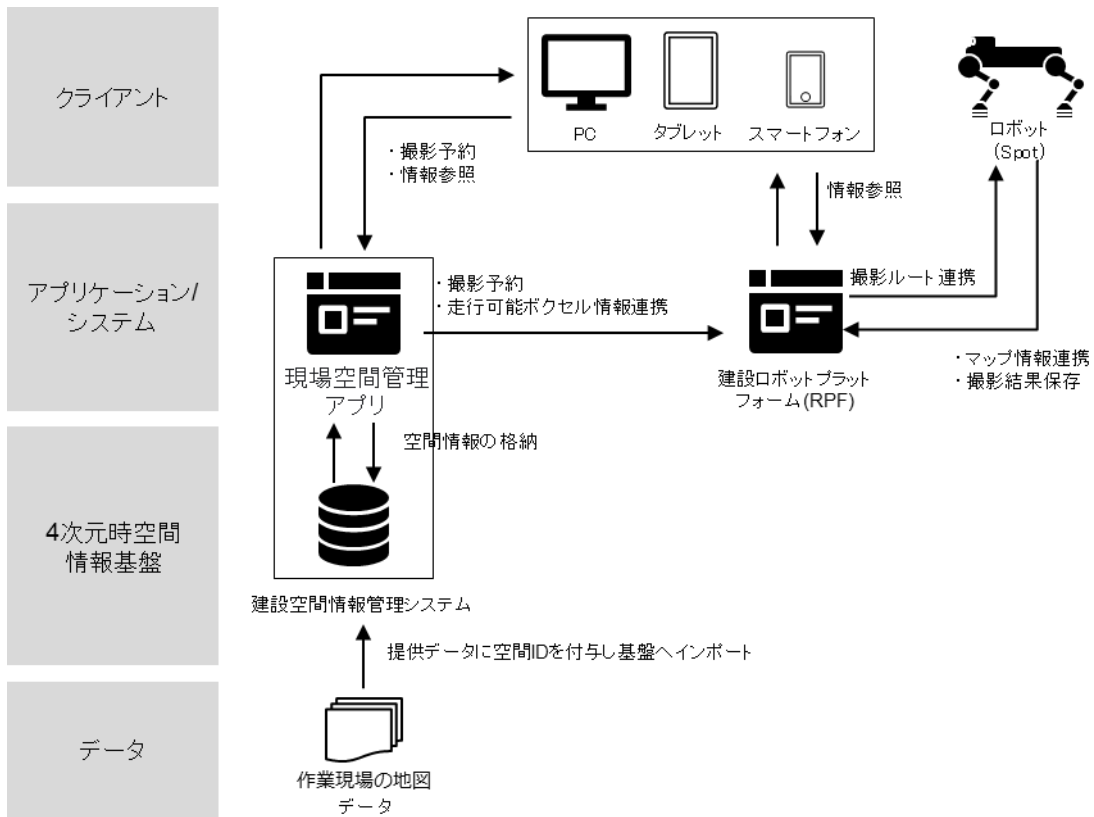 クライアント
PC
タブレット
スマートフォン
ロボット
(Spot)
・撮影予約
・情報参照
情報参照
アプリケーション/
システム
・撮影予約
・走行可能ボクセル情報連携
撮影ルート連携
現場空間管理
アプリ
建設ロボットプラット
フォーム(RPF)
・マップ情報連携
・撮影結果保存
4次元時空間
情報基盤
空間情報の格納
建設空間情報管理システム
提供データに空間IDを付与し基盤へインポート
データ
作業現場の地図
データ